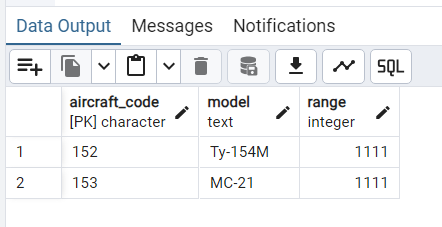 Data Output Messages Notifications
SQL
aircraft_code model range
[PK] character text integer
1 152 Ту-154М 1111
2 153 МС-21 1111